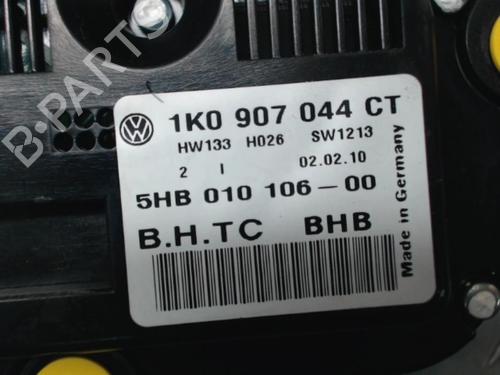 B-PARTS
1K0 907 044 CT
HW133 H026 SW1213
2 I 02.02.10
5HB 010 106-00
B.H.TC BHB
Made in Germany